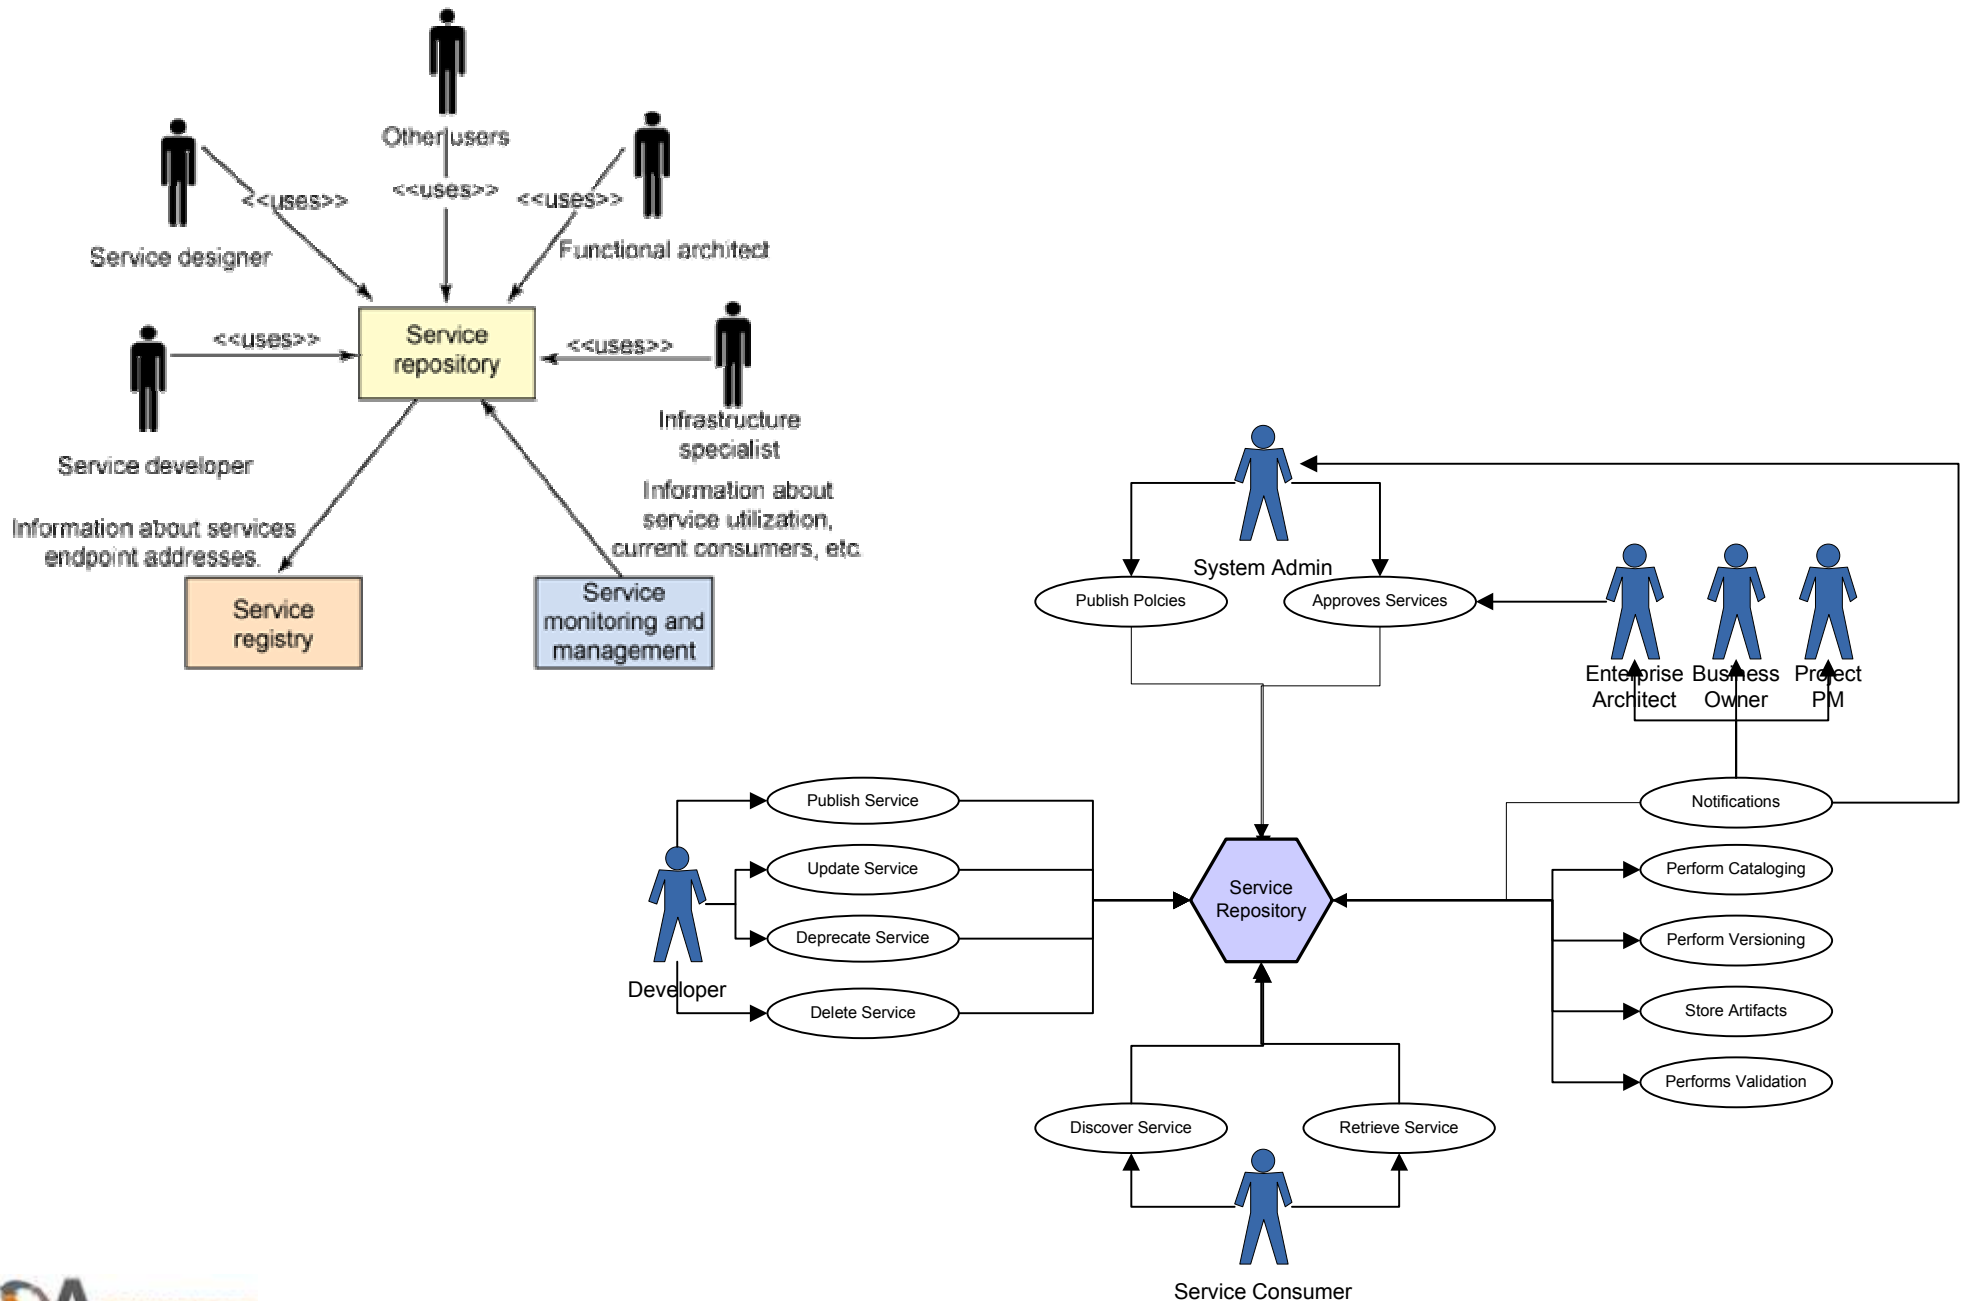 Other users
<<uses>>
<<uses>>
<<uses>>
Service designer
Functional architect
Service
repository
<<uses>>
<<uses>>
Service developer
Infrastructure
specialist
Information about services
endpoint addresses.
Information about
service utilization,
current consumers, etc.
Service
registry
Service
monitoring and
management
System Admin
Publish Polcies
Approves Services
Enterprise
Architect
Business
Owner
Project
PM
Publish Service
Update Service
Deprecate Service
Delete Service
Developer
Service
Repository
Notifications
Perform Cataloging
Perform Versioning
Store Artifacts
Performs Validation
Discover Service
Retrieve Service
Service Consumer